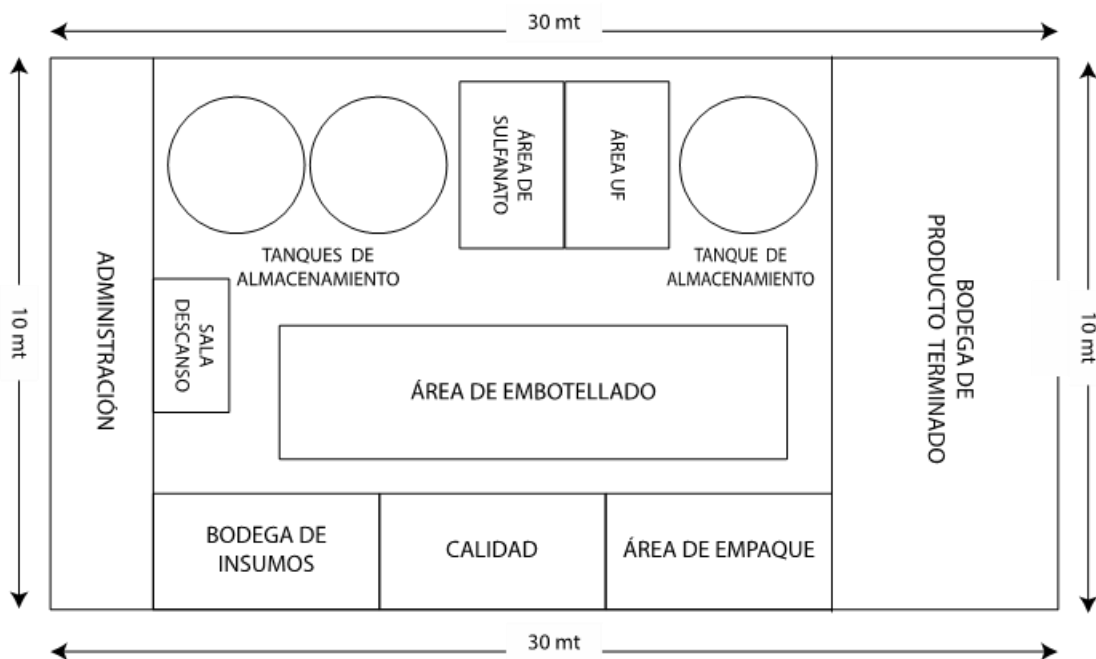 30 mt
ÁREA DE
SULFANATO
ÁREA UF
TANQUES DE
ALMACENAMIENTO
TANQUE DE
ALMACENAMIENTO
ADMINISTRACIÓN
10 mt
SALA
DESCANSO
ÁREA DE EMBOTELLADO
BODEGA DE
PRODUCTO TERMINADO
10 mt
BODEGA DE
INSUMOS
CALIDAD
ÁREA DE EMPAQUE
30 mt